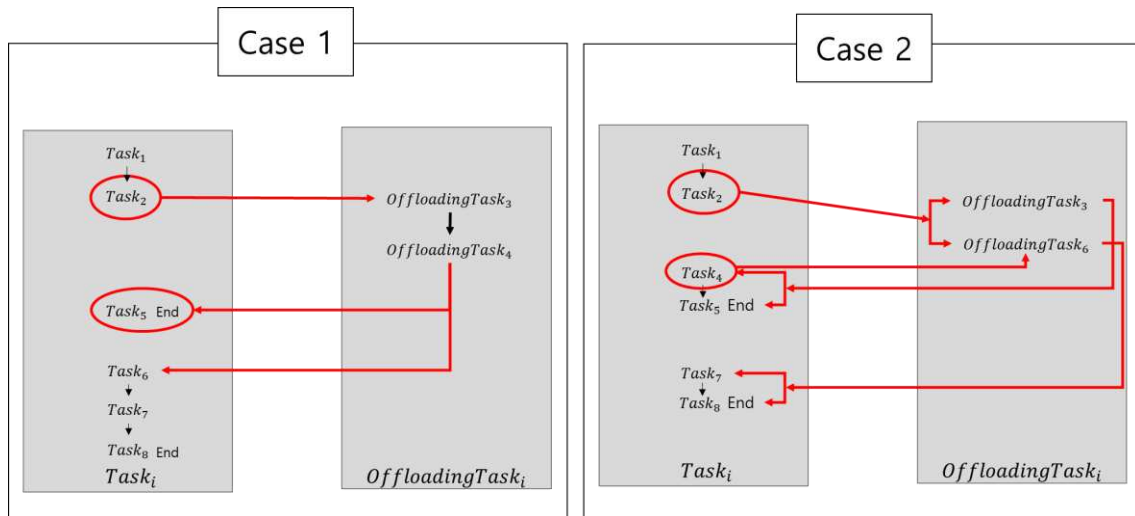 Case 1
Task₁
Task₂
OffloadingTask₃
OffloadingTask₄
Task₅ End
Task₆
Task₇
Task₈ End
Taskᵢ
OffloadingTaskᵢ
Case 2
Task₁
Task₂
OffloadingTask₃
OffloadingTask₆
Task₄
Task₅ End
Task₇
Task₈ End
Taskᵢ
OffloadingTaskᵢ